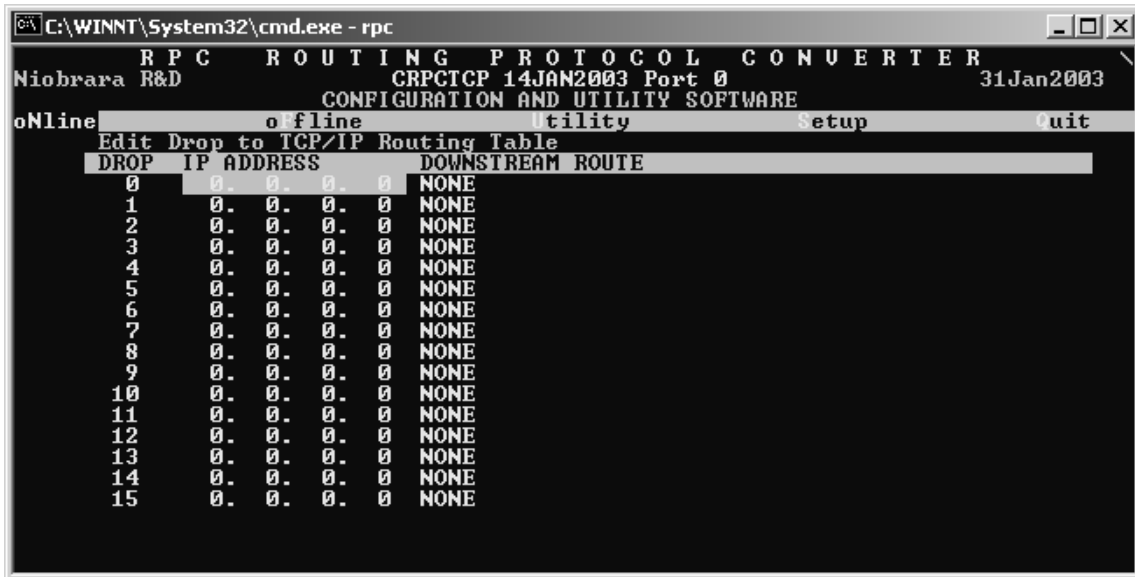 C:\WINNT\System32\cmd.exe - rpc
R P C R O U T I N G P R O T O C O L C O N V E R T E R \
Niobrara R&D CRPCTCP 14JAN2003 Port 0 31Jan2003
CONFIGURATION AND UTILITY SOFTWARE
oNline oFfline Utility Setup Quit
Edit Drop to TCP/IP Routing Table
DROP IP ADDRESS DOWNSTREAM ROUTE
0 0. 0. 0. 0 NONE
1 0. 0. 0. 0 NONE
2 0. 0. 0. 0 NONE
3 0. 0. 0. 0 NONE
4 0. 0. 0. 0 NONE
5 0. 0. 0. 0 NONE
6 0. 0. 0. 0 NONE
7 0. 0. 0. 0 NONE
8 0. 0. 0. 0 NONE
9 0. 0. 0. 0 NONE
10 0. 0. 0. 0 NONE
11 0. 0. 0. 0 NONE
12 0. 0. 0. 0 NONE
13 0. 0. 0. 0 NONE
14 0. 0. 0. 0 NONE
15 0. 0. 0. 0 NONE